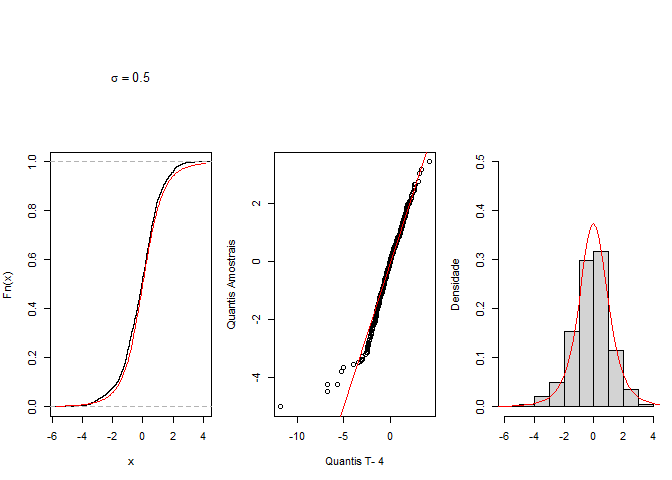 σ = 0.5
Fn(x)
0.0 0.2 0.4 0.6 0.8 1.0
-6 -4 -2 0 2 4
x
Quantis Amostrais
-4 -2 0 2
-10 -5 0
Quantis T- 4
Densidade
0.0 0.1 0.2 0.3 0.4 0.5
-6 -4 -2 0 2 4